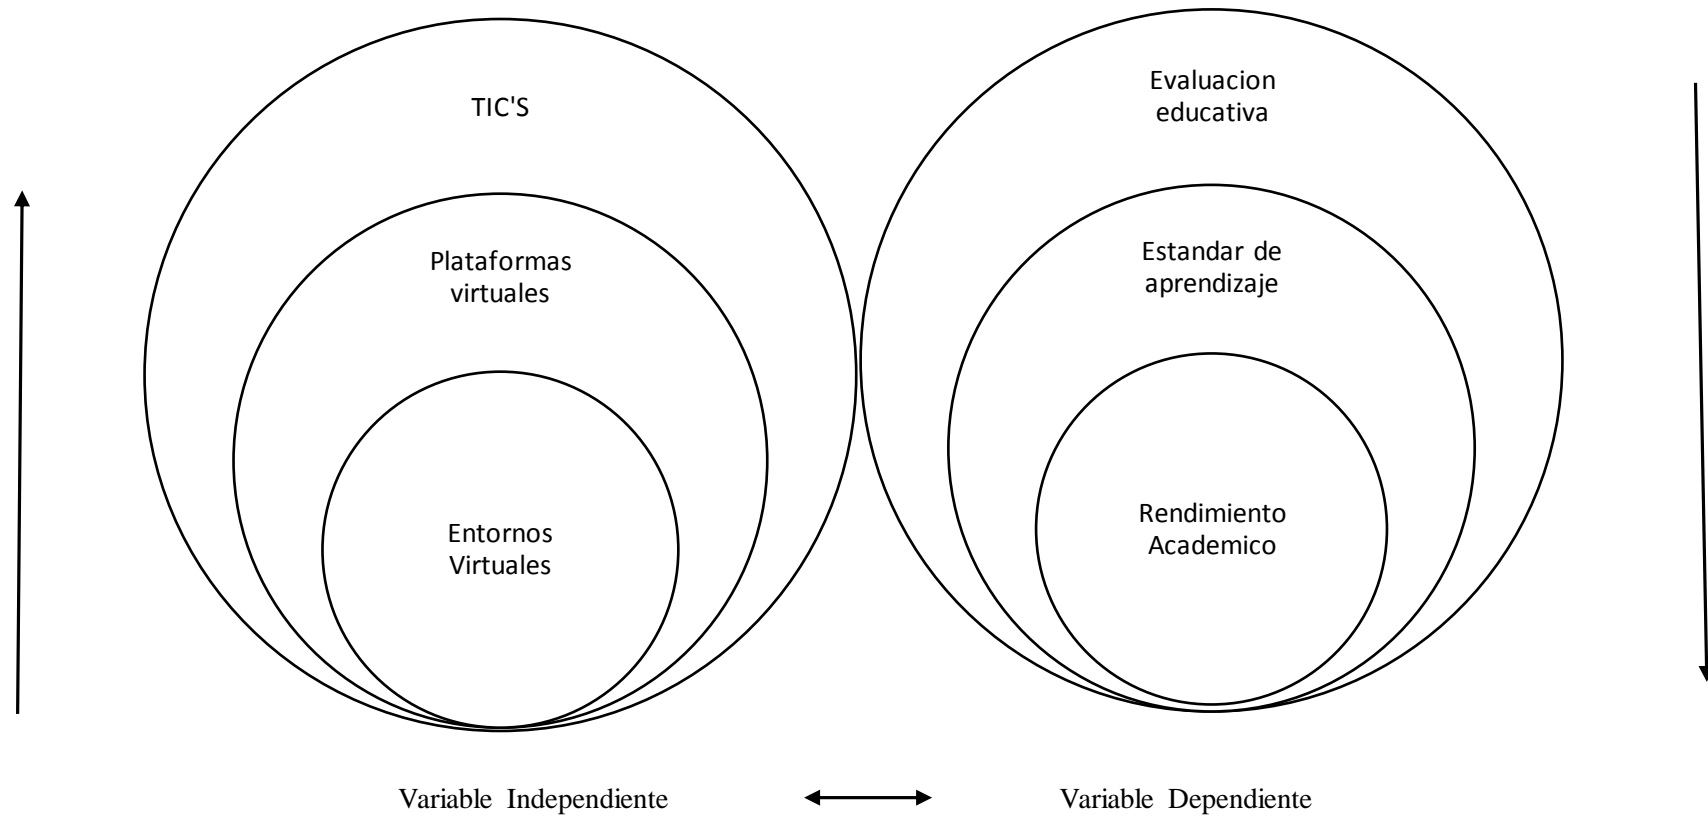 TIC'S
Plataformas
virtuales
Entornos
Virtuales
Evaluacion
educativa
Estandar de
aprendizaje
Rendimiento
Academico
Variable Independiente
Variable Dependiente